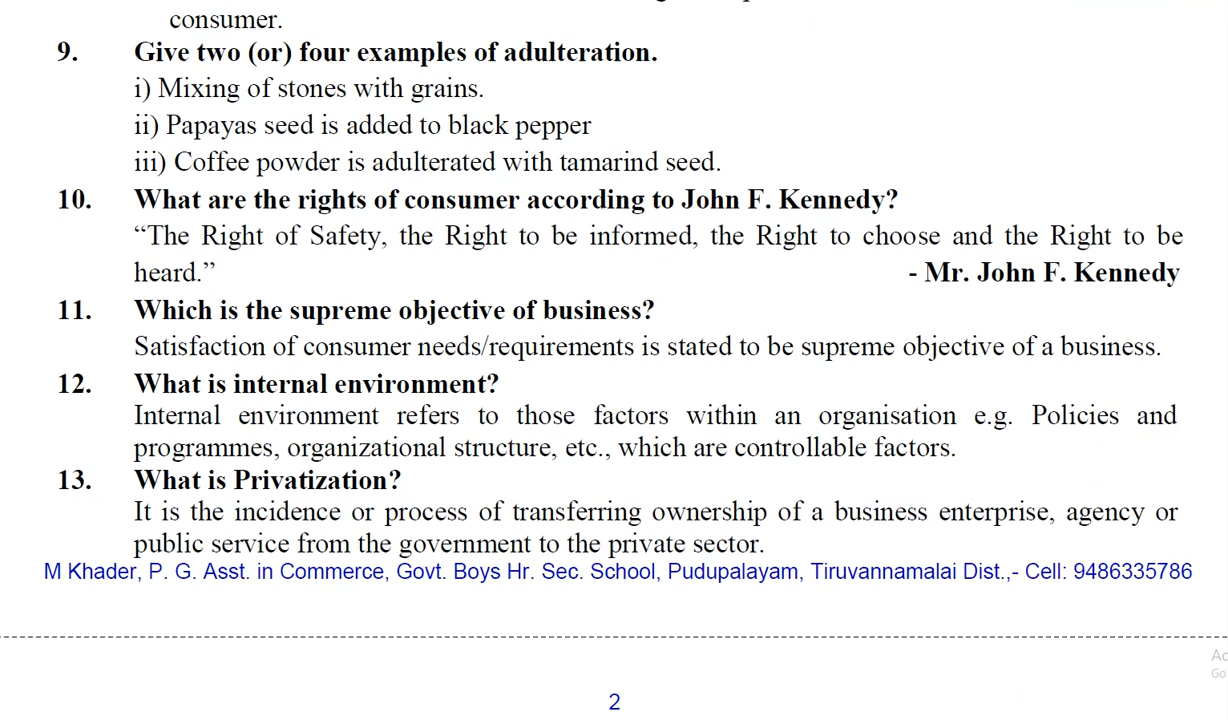 consumer.
9. Give two (or) four examples of adulteration.
i) Mixing of stones with grains.
ii) Papayas seed is added to black pepper
iii) Coffee powder is adulterated with tamarind seed.
10. What are the rights of consumer according to John F. Kennedy?
“The Right of Safety, the Right to be informed, the Right to choose and the Right to be
heard.” - Mr. John F. Kennedy
11. Which is the supreme objective of business?
Satisfaction of consumer needs/requirements is stated to be supreme objective of a business.
12. What is internal environment?
Internal environment refers to those factors within an organisation e.g. Policies and
programmes, organizational structure, etc., which are controllable factors.
13. What is Privatization?
It is the incidence or process of transferring ownership of a business enterprise, agency or
public service from the government to the private sector.
M Khader, P. G. Asst. in Commerce, Govt. Boys Hr. Sec. School, Pudupalayam, Tiruvannamalai Dist.,- Cell: 9486335786
Go
2